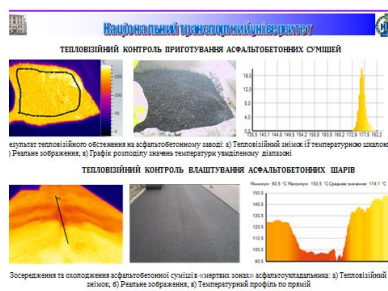 Національний транспортний університет
ТЕПЛОВІЗІЙНИЙ КОНТРОЛЬ ПРИГОТУВАННЯ АСФАЛЬТОБЕТОННИХ СУМІШЕЙ
езультат тепловізійного обстеження на асфальтобетонному заводі: а) Тепловізійний знімок із температурною шкалою
) Реальне зображення; в) Графік розподілу значень температури у виділеному діапазоні
ТЕПЛОВІЗІЙНИЙ КОНТРОЛЬ ВЛАШТУВАННЯ АСФАЛЬТОБЕТОННИХ ШАРІВ
Зосередження та охолодження асфальтобетонної суміші в «мертвих зонах» асфальтоукладальника: а) Тепловізійний
знімок; б) Реальне зображення; в) Температурний профіль по прямій